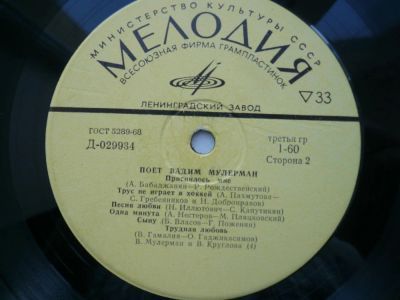 МИНИСТЕРСТВО КУЛЬТУРЫ СССР
МЕЛОДИЯ
ВСЕСОЮЗНАЯ ФИРМА ГРАМПЛАСТИНОК
ЛЕНИНГРАДСКИЙ ЗАВОД
▽33
ГОСТ 5289-68
Д-029934
третья гр
1-60
Сторона 2
ПОЕТ ВАДИМ МУЛЕРМАН
Приснилось мне
(А. Бабаджанян—Р. Рождественский)
Трус не играет в хоккей (А. Пахмутова—
С. Гребенников и Н. Добронравов)
Песня любви (Н. Иллютович—С. Капутикян)
Одна минута (А. Нестеров—М. Пляцковский)
Сыну (Б. Власов—Г. Поженян)
Трудная любовь
(В. Гамалия—О. Гаджикасимов)
В. Мулерман и В. Круглова (4)